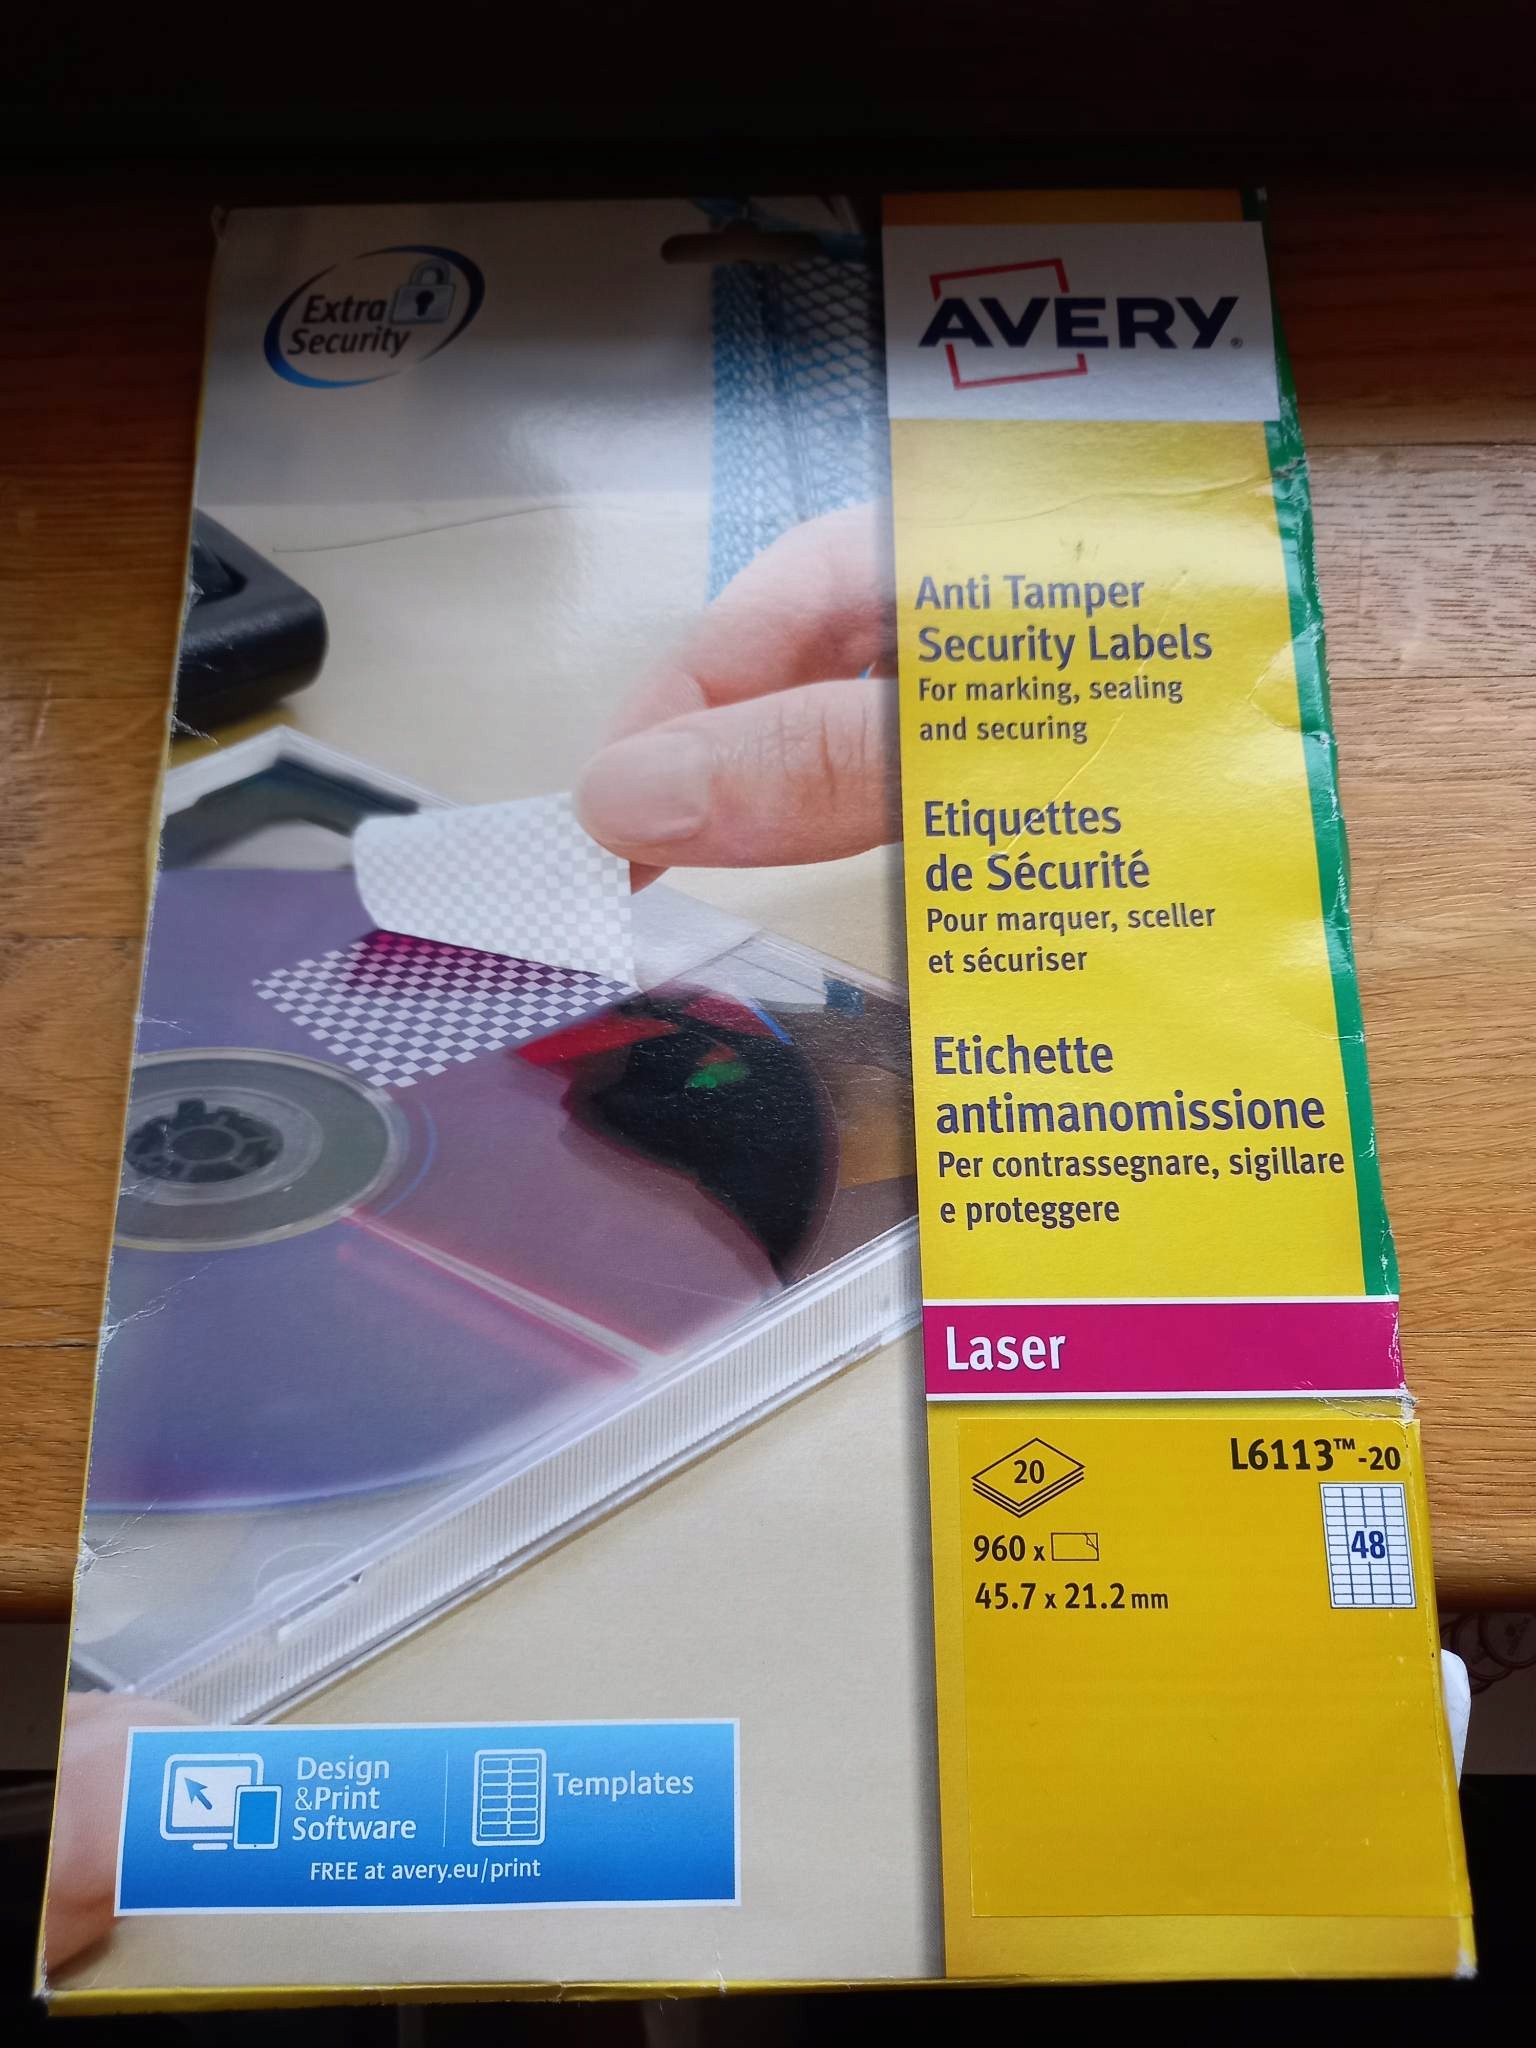 Extra
Security
AVERY®
Anti Tamper
Security Labels
For marking, sealing
and securing
Etiquettes
de Sécurité
Pour marquer, sceller
et sécuriser
Etichette
antimanomissione
Per contrassegnare, sigillare
e proteggere
Laser
20
L6113™-20
960 x
48
45.7 x 21.2 mm
Design
&Print
Software
Templates
FREE at avery.eu/print